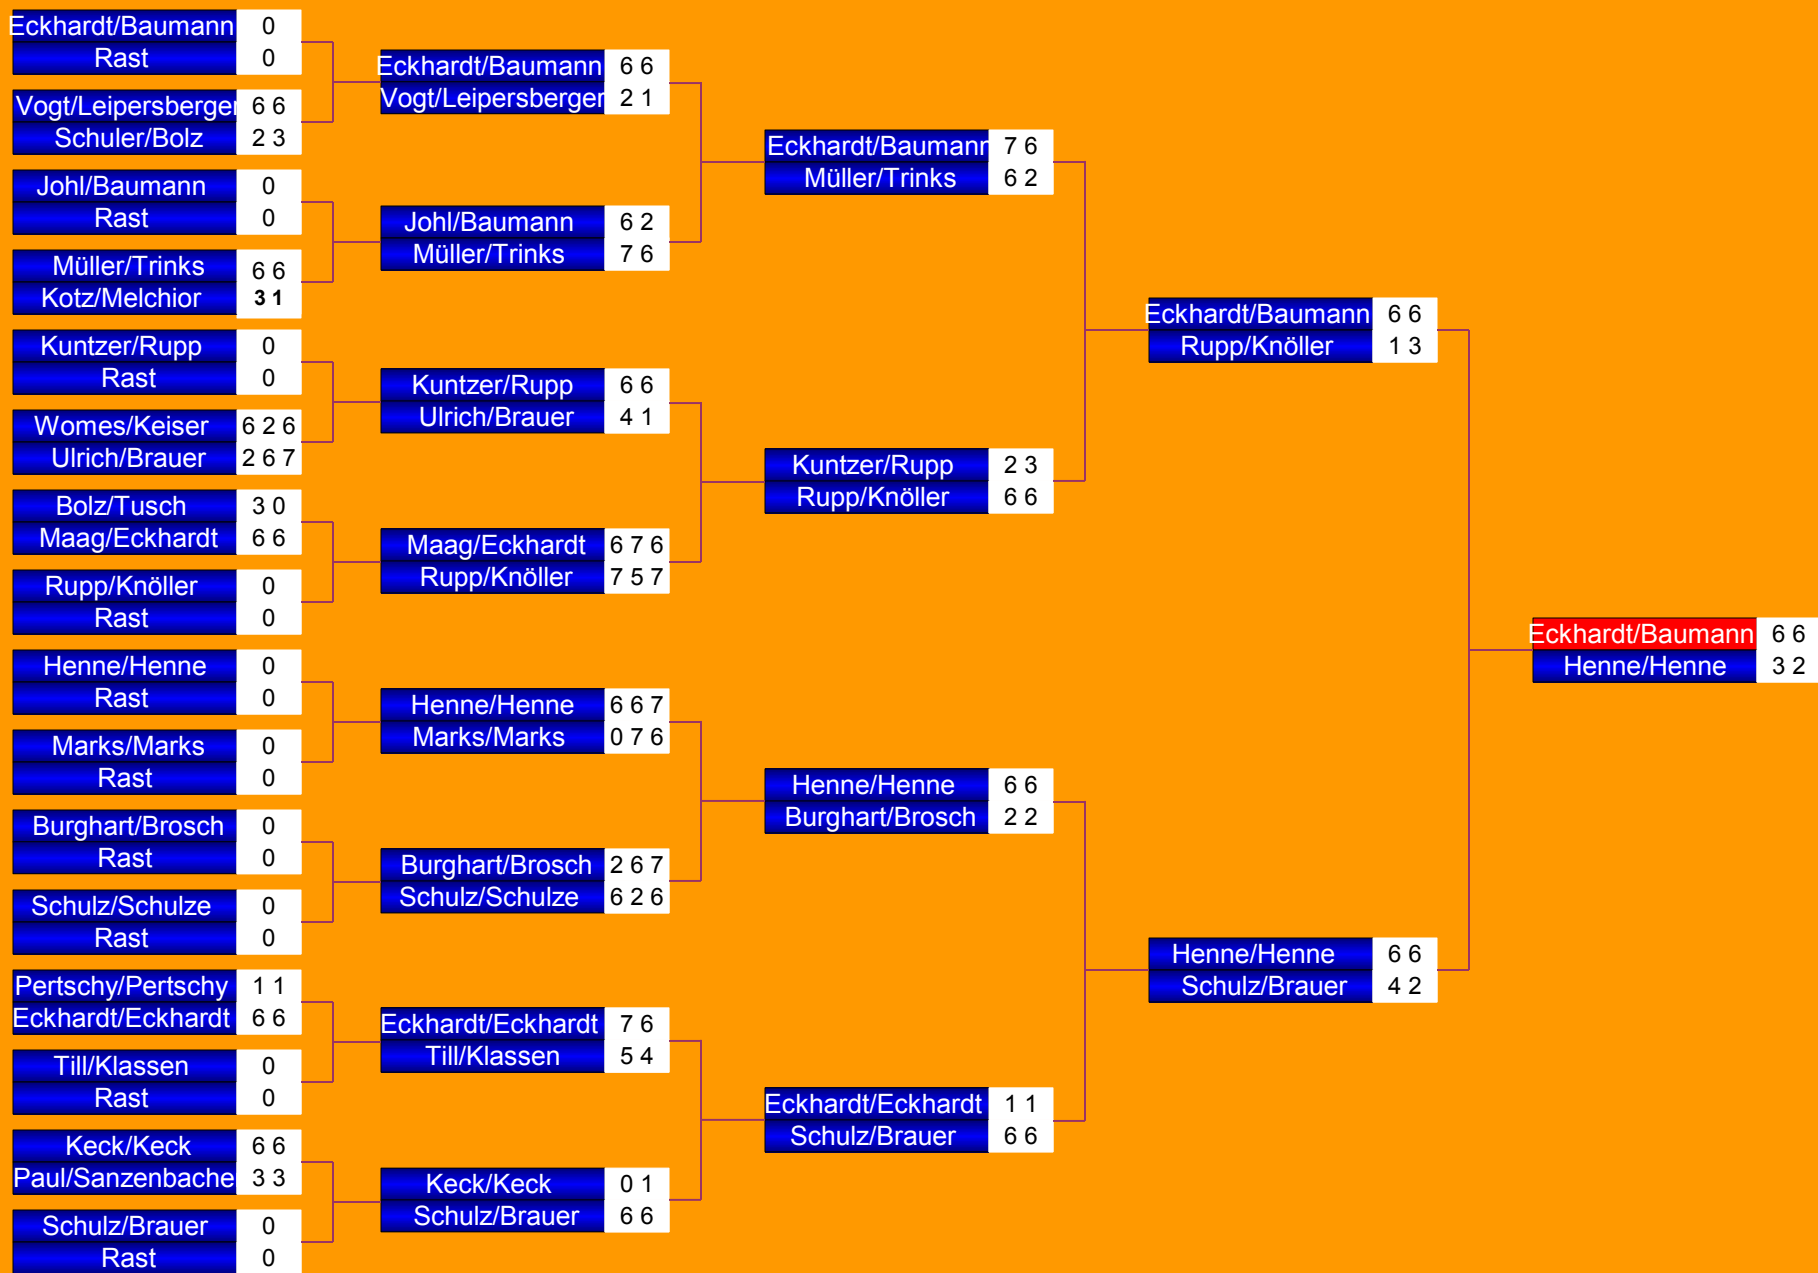 Eckhardt/Baumann 0
Rast 0
Vogt/Leipersberger 6 6
Schuler/Bolz 2 3
Johl/Baumann 0
Rast 0
Müller/Trinks 6 6
Kotz/Melchior 3 1
Kuntzer/Rupp 0
Rast 0
Womes/Keiser 6 2 6
Ulrich/Brauer 2 6 7
Bolz/Tusch 3 0
Maag/Eckhardt 6 6
Rupp/Knöller 0
Rast 0
Henne/Henne 0
Rast 0
Marks/Marks 0
Rast 0
Burghart/Brosch 0
Rast 0
Schulz/Schulze 0
Rast 0
Pertschy/Pertschy 1 1
Eckhardt/Eckhardt 6 6
Till/Klassen 0
Rast 0
Keck/Keck 6 6
Paul/Sanzenbache 3 3
Schulz/Brauer 0
Rast 0
Eckhardt/Baumann 6 6
Vogt/Leipersberger 2 1
Johl/Baumann 6 2
Müller/Trinks 7 6
Kuntzer/Rupp 6 6
Ulrich/Brauer 4 1
Maag/Eckhardt 6 7 6
Rupp/Knöller 7 5 7
Henne/Henne 6 6 7
Marks/Marks 0 7 6
Burghart/Brosch 2 6 7
Schulz/Schulze 6 2 6
Eckhardt/Eckhardt 7 6
Till/Klassen 5 4
Keck/Keck 0 1
Schulz/Brauer 6 6
Eckhardt/Baumann 7 6
Müller/Trinks 6 2
Kuntzer/Rupp 2 3
Rupp/Knöller 6 6
Henne/Henne 6 6
Burghart/Brosch 2 2
Eckhardt/Eckhardt 1 1
Schulz/Brauer 6 6
Eckhardt/Baumann 6 6
Rupp/Knöller 1 3
Henne/Henne 6 6
Schulz/Brauer 4 2
Eckhardt/Baumann 6 6
Henne/Henne 3 2